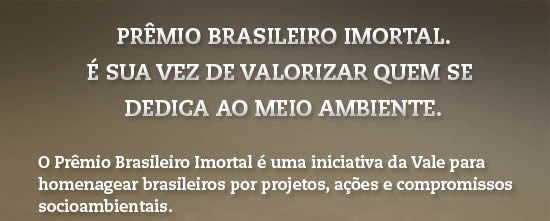 PRÊMIO BRASILEIRO IMORTAL.
É SUA VEZ DE VALORIZAR QUEM SE
DEDICA AO MEIO AMBIENTE.
O Prêmio Brasileiro Imortal é uma iniciativa da Vale para
homenagear brasileiros por projetos, ações e compromissos
socioambientais.